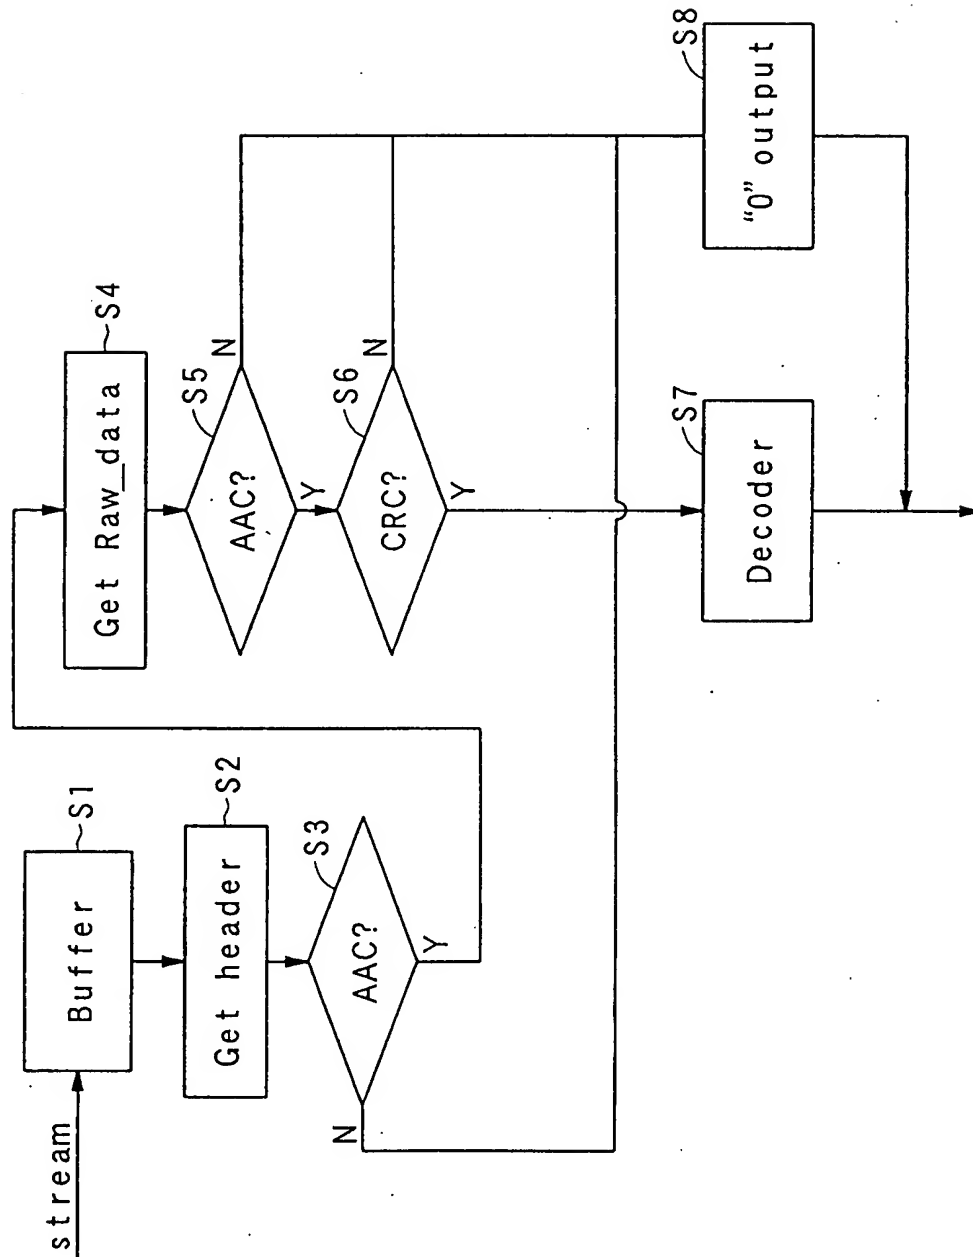 stream
Buffer
S1
Get header
S2
AAC?
S3
N
Y
Get Raw_data
S4
AAC?
S5
N
Y
CRC?
S6
N
Y
Decoder
S7
"0" output
S8